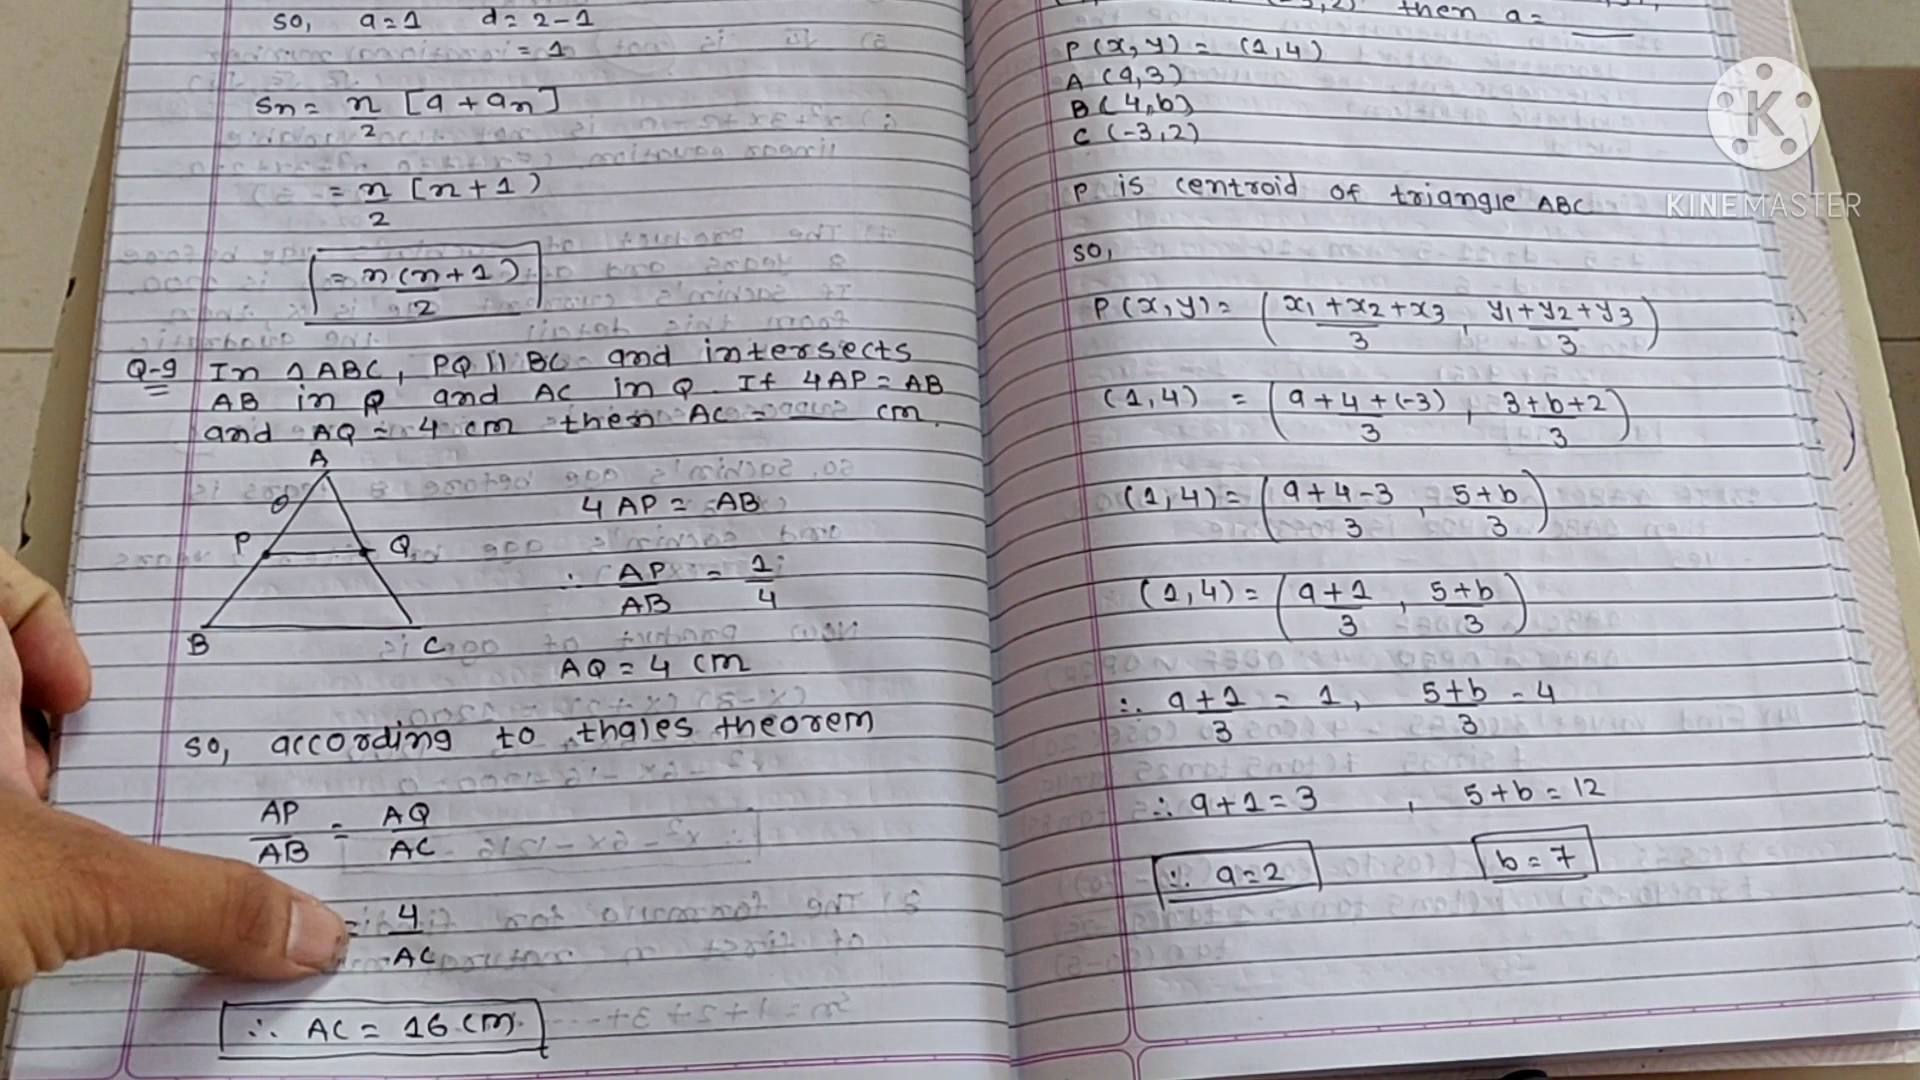 so, a=1 d=2-1
=1
Sn = n/2 [a + an]
= n/2 [n+1)
= n(n+1)/2
Q-9 In △ABC, PQ || BC and intersects
AB in P and AC in Q. If 4AP = AB
and AQ = 4 cm then AC = ___ cm.
A
P Q
B C
4 AP = AB
∴ AP/AB = 1/4
AQ = 4 cm
so, according to thales theorem
AP/AB = AQ/AC
= 4/AC
∴ AC = 16 cm.
then a= ___
P (x, y) = (1,4)
A (a,3)
B (4,b)
C (-3,2)
P is centroid of triangle ABC
so,
P (x, y) = (x1 + x2 + x3/3, y1 + y2 + y3/3)
(1,4) = (a+4+(-3)/3, 3+b+2/3)
(1,4) = (a+4-3/3, 5+b/3)
(1,4) = (a+1/3, 5+b/3)
∴ a+1/3 = 1, 5+b/3 = 4
∴ a+1=3, 5+b=12
∴ a=2 b=7
K
KINEMASTER